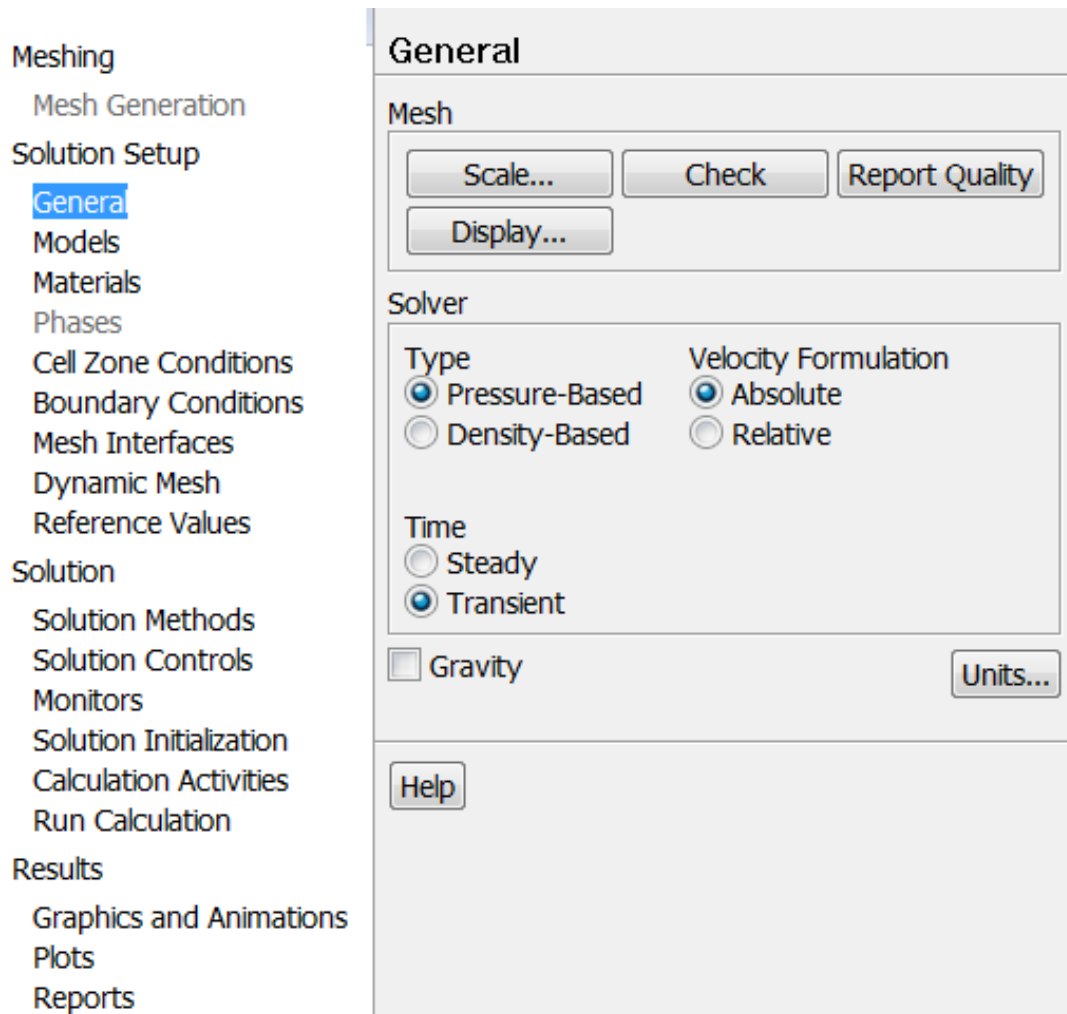 Meshing
Mesh Generation
Solution Setup
General
Models
Materials
Phases
Cell Zone Conditions
Boundary Conditions
Mesh Interfaces
Dynamic Mesh
Reference Values
Solution
Solution Methods
Solution Controls
Monitors
Solution Initialization
Calculation Activities
Run Calculation
Results
Graphics and Animations
Plots
Reports
General
Mesh
Scale... Check Report Quality
Display...
Solver
Type Velocity Formulation
Pressure-Based Absolute
Density-Based Relative
Time
Steady
Transient
Gravity Units...
Help